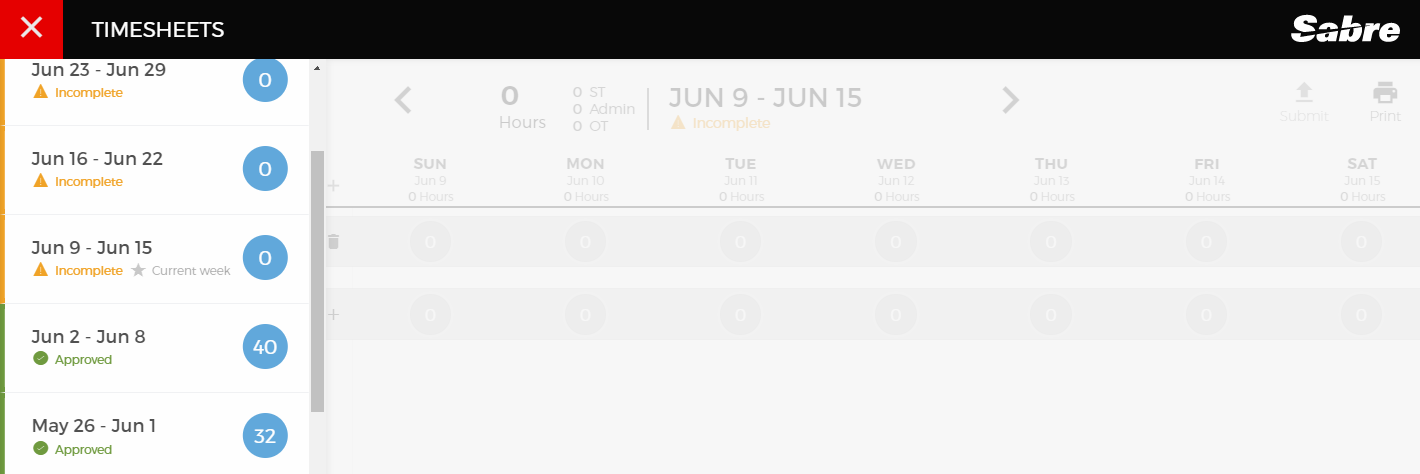 TIMESHEETS
Sabre
Jun 23 - Jun 29
0
Incomplete
Jun 16 - Jun 22
0
Incomplete
Jun 9 - Jun 15
0
Incomplete Current week
Jun 2 - Jun 8
40
Approved
May 26 - Jun 1
32
Approved
0
Hours
0 ST
0 Admin
0 OT
JUN 9 - JUN 15
Incomplete
Submit
Print
SUN MON TUE WED THU FRI SAT
Jun 9 Jun 10 Jun 11 Jun 12 Jun 13 Jun 14 Jun 15
0 Hours 0 Hours 0 Hours 0 Hours 0 Hours 0 Hours 0 Hours
0 0 0 0 0 0 0
0 0 0 0 0 0 0